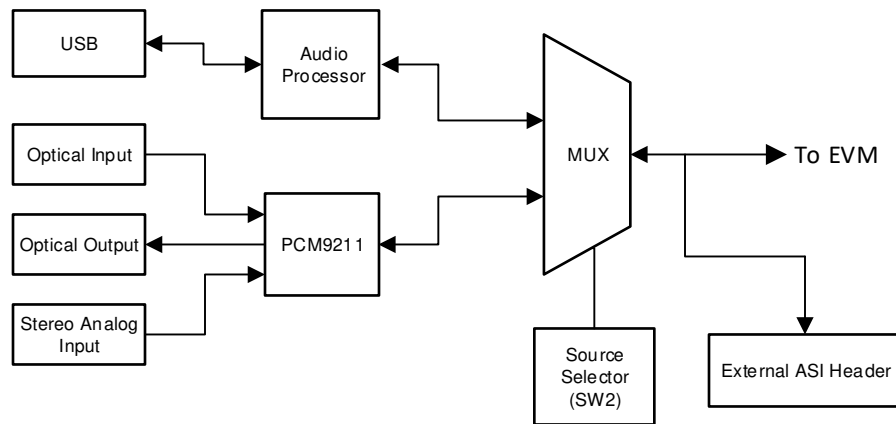 USB
Audio
Processor
Optical Input
MUX
To EVM
Optical Output
PCM9211
Stereo Analog
Input
Source
Selector
(SW2)
External ASI Header